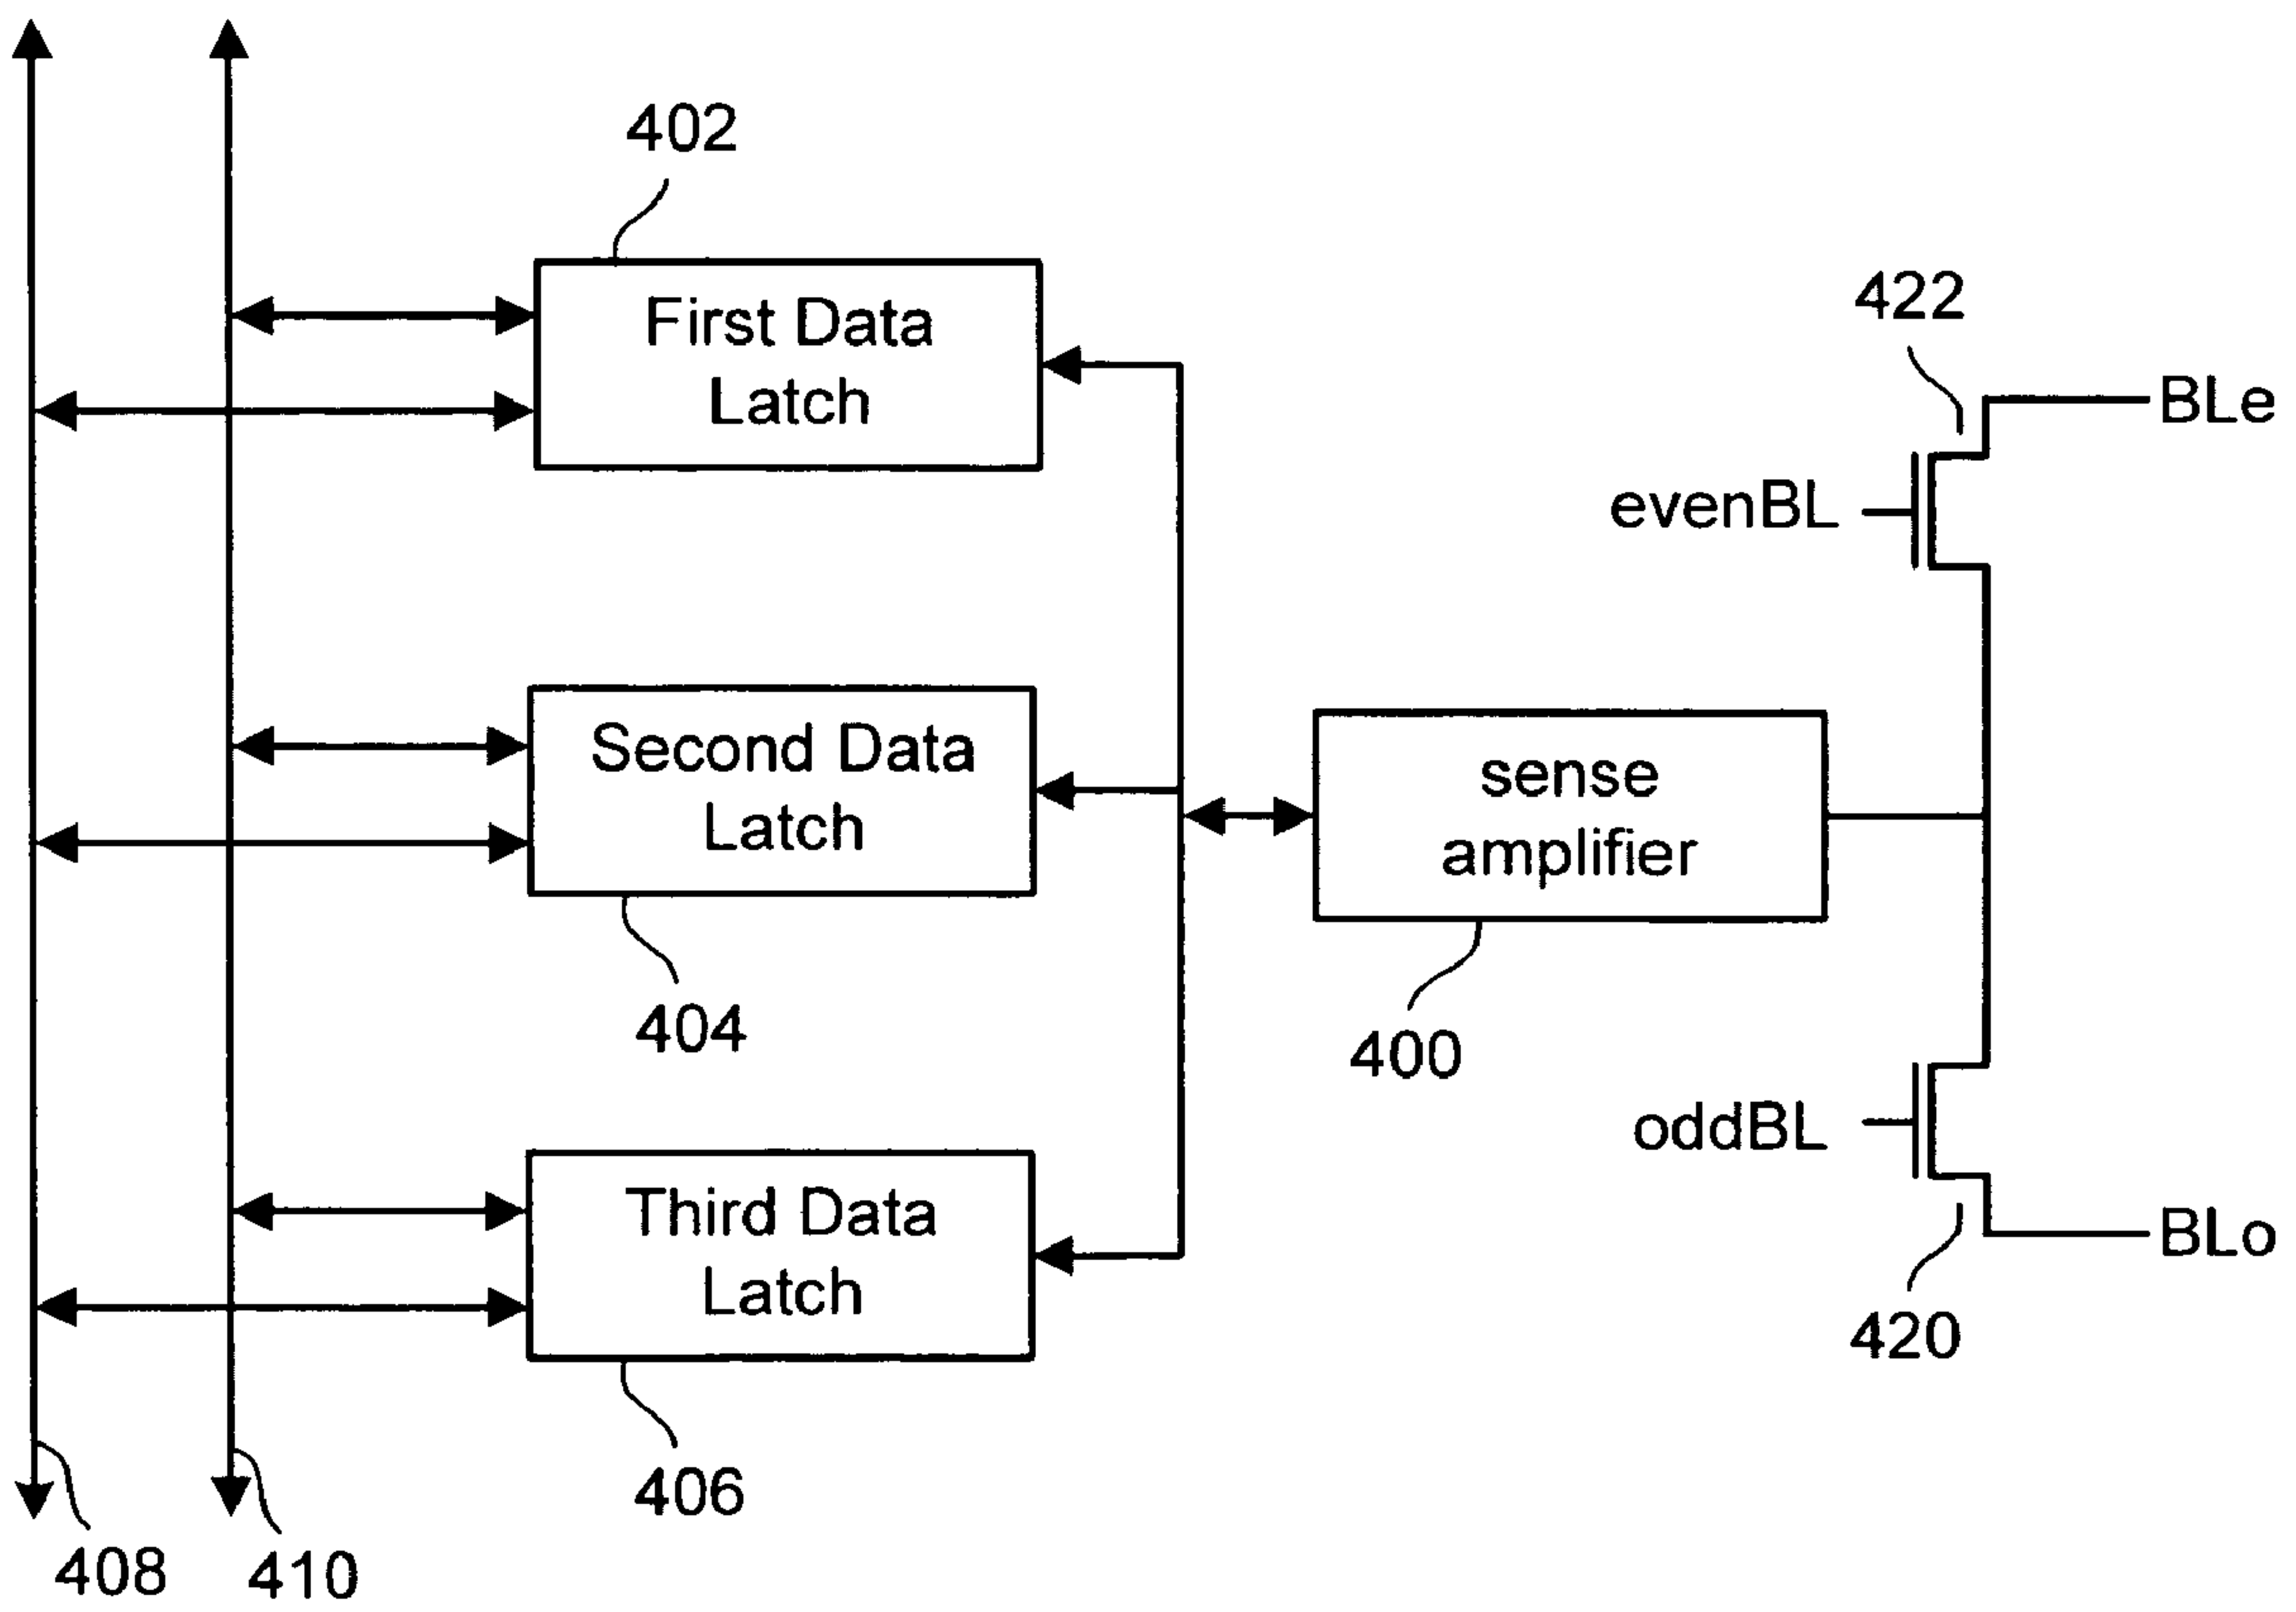 402
First Data
Latch
422
BLe
evenBL
Second Data
Latch
sense
amplifier
404
400
oddBL
Third Data
Latch
BLo
420
406
408
410